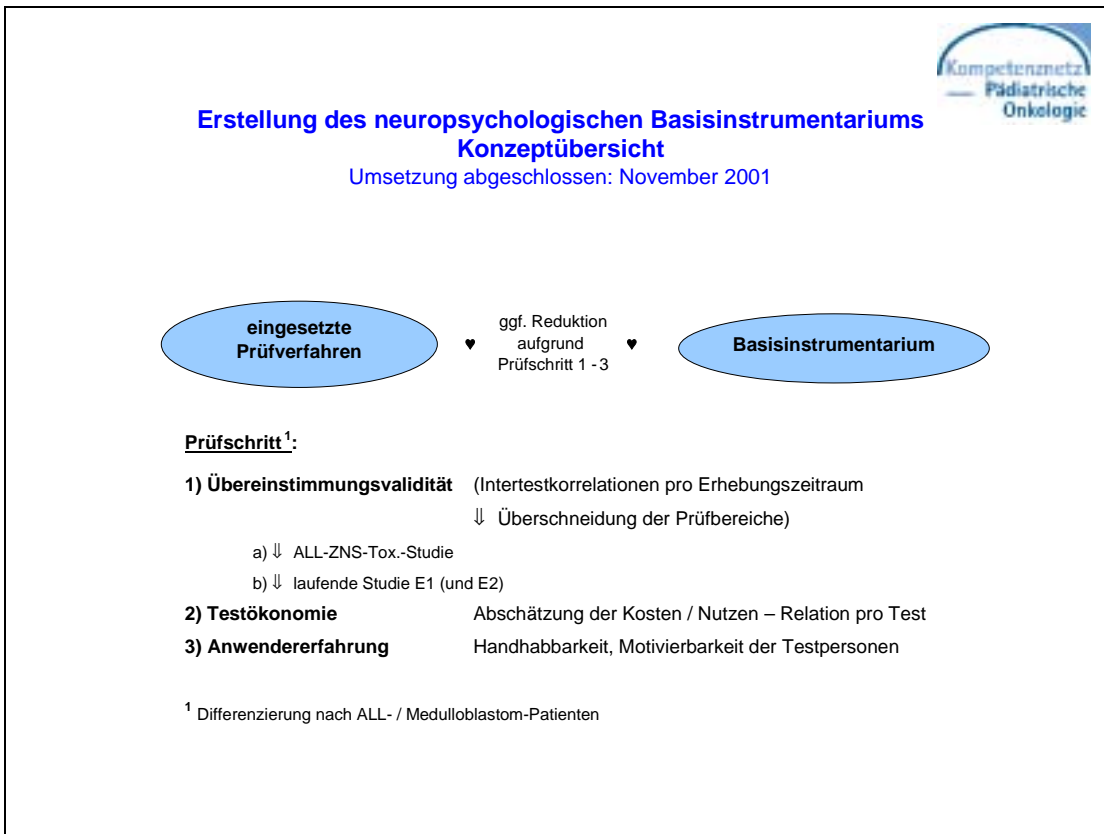 Kompetenznetz
Pädiatrische
Onkologie
Erstellung des neuropsychologischen Basisinstrumentariums
Konzeptübersicht
Umsetzung abgeschlossen: November 2001
eingesetzte
Prüfverfahren
♥ ggf. Reduktion ♥
aufgrund
Prüfschritt 1 - 3
Basisinstrumentarium
Prüfschritt ¹:
1) Übereinstimmungsvalidität (Intertestkorrelationen pro Erhebungszeitraum
⇓ Überschneidung der Prüfbereiche)
a) ⇓ ALL-ZNS-Tox.-Studie
b) ⇓ laufende Studie E1 (und E2)
2) Testökonomie Abschätzung der Kosten / Nutzen – Relation pro Test
3) Anwendererfahrung Handhabbarkeit, Motivierbarkeit der Testpersonen
¹ Differenzierung nach ALL- / Medulloblastom-Patienten